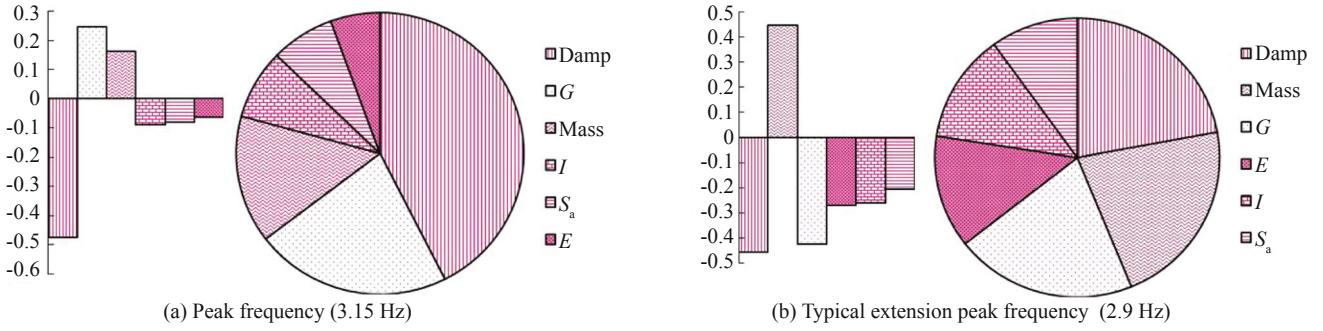 0.3
0.2
0.1
0
-0.1
-0.2
-0.3
-0.4
-0.5
-0.6
Damp
G
Mass
I
Sa
E
(a) Peak frequency (3.15 Hz)
0.5
0.4
0.3
0.2
0.1
0
-0.1
-0.2
-0.3
-0.4
-0.5
Damp
Mass
G
E
I
Sa
(b) Typical extension peak frequency (2.9 Hz)